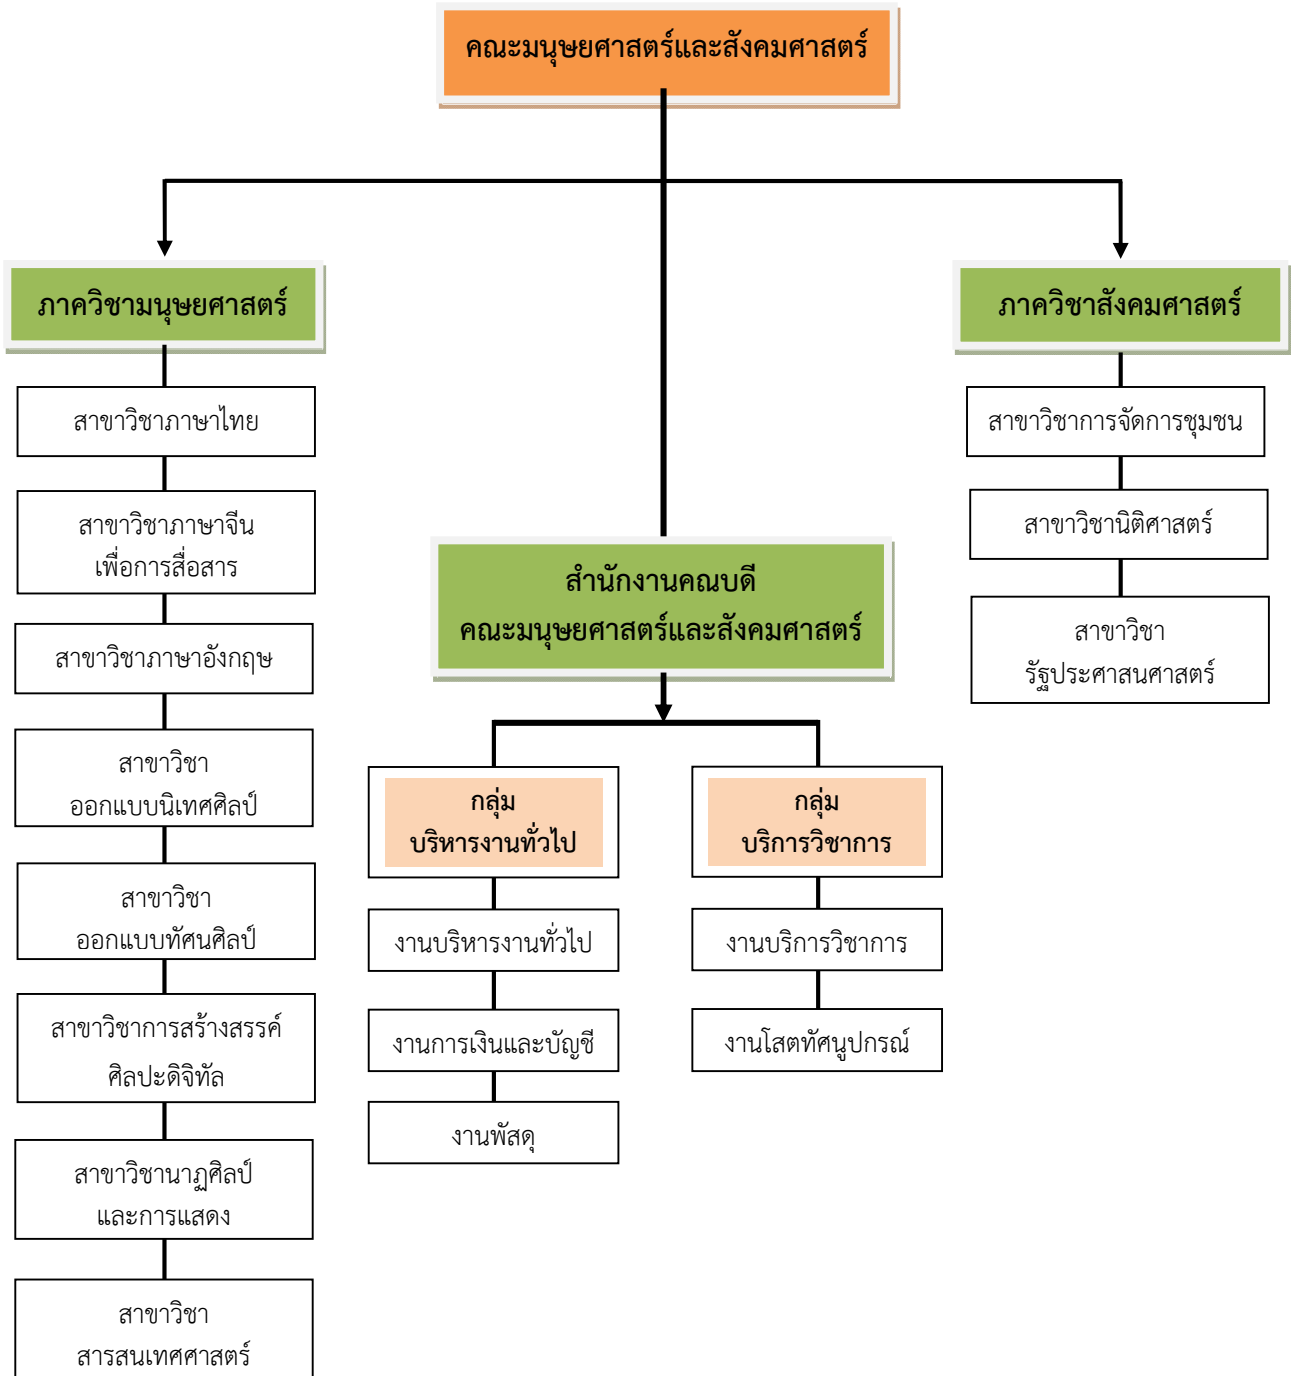 คณะมนุษยศาสตร์และสังคมศาสตร์
ภาควิชามนุษยศาสตร์
สาขาวิชาภาษาไทย
สาขาวิชาภาษาจีน
เพื่อการสื่อสาร
สาขาวิชาภาษาอังกฤษ
สาขาวิชา
ออกแบบนิเทศศิลป์
สาขาวิชา
ออกแบบทัศนศิลป์
สาขาวิชาการสร้างสรรค์
ศิลปะดิจิทัล
สาขาวิชานาฏศิลป์
และการแสดง
สาขาวิชา
สารสนเทศศาสตร์
สำนักงานคณบดี
คณะมนุษยศาสตร์และสังคมศาสตร์
กลุ่ม
บริหารงานทั่วไป
งานบริหารงานทั่วไป
งานการเงินและบัญชี
งานพัสดุ
กลุ่ม
บริการวิชาการ
งานบริการวิชาการ
งานโสตทัศนูปกรณ์
ภาควิชาสังคมศาสตร์
สาขาวิชาการจัดการชุมชน
สาขาวิชานิติศาสตร์
สาขาวิชา
รัฐประศาสนศาสตร์